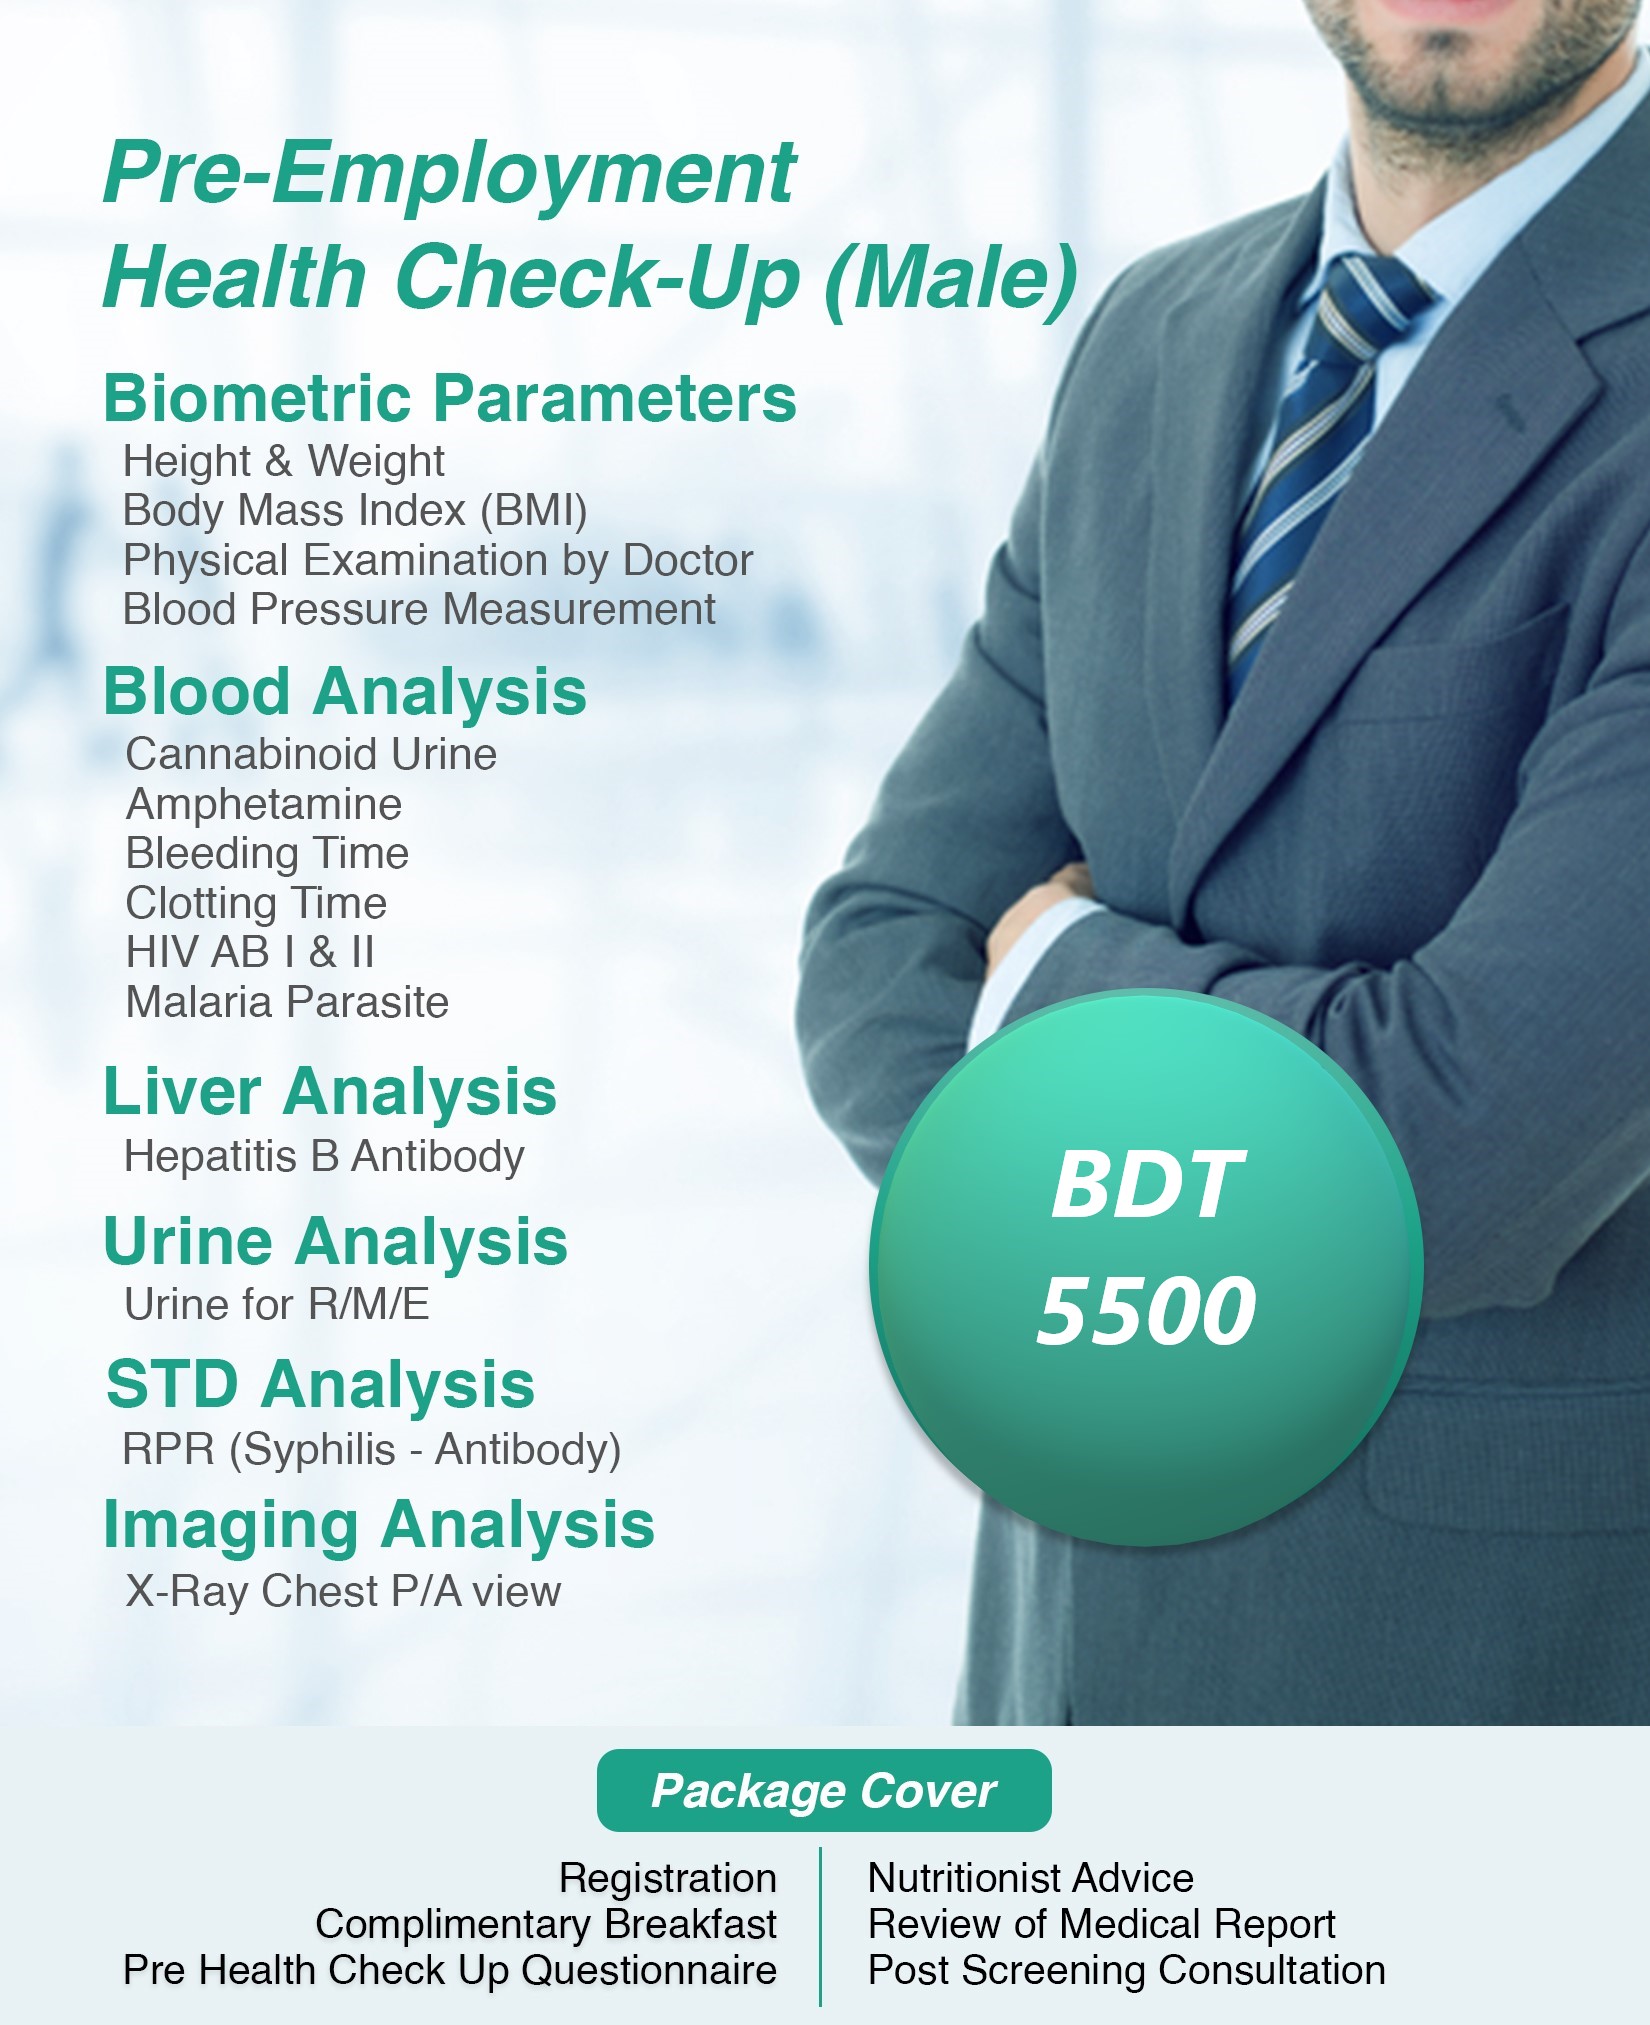 Pre-Employment
Health Check-Up (Male)
Biometric Parameters
Height & Weight
Body Mass Index (BMI)
Physical Examination by Doctor
Blood Pressure Measurement
Blood Analysis
Cannabinoid Urine
Amphetamine
Bleeding Time
Clotting Time
HIV AB I & II
Malaria Parasite
Liver Analysis
Hepatitis B Antibody
Urine Analysis
Urine for R/M/E
STD Analysis
RPR (Syphilis - Antibody)
Imaging Analysis
X-Ray Chest P/A view
BDT
5500
Package Cover
Registration
Complimentary Breakfast
Pre Health Check Up Questionnaire
Nutritionist Advice
Review of Medical Report
Post Screening Consultation